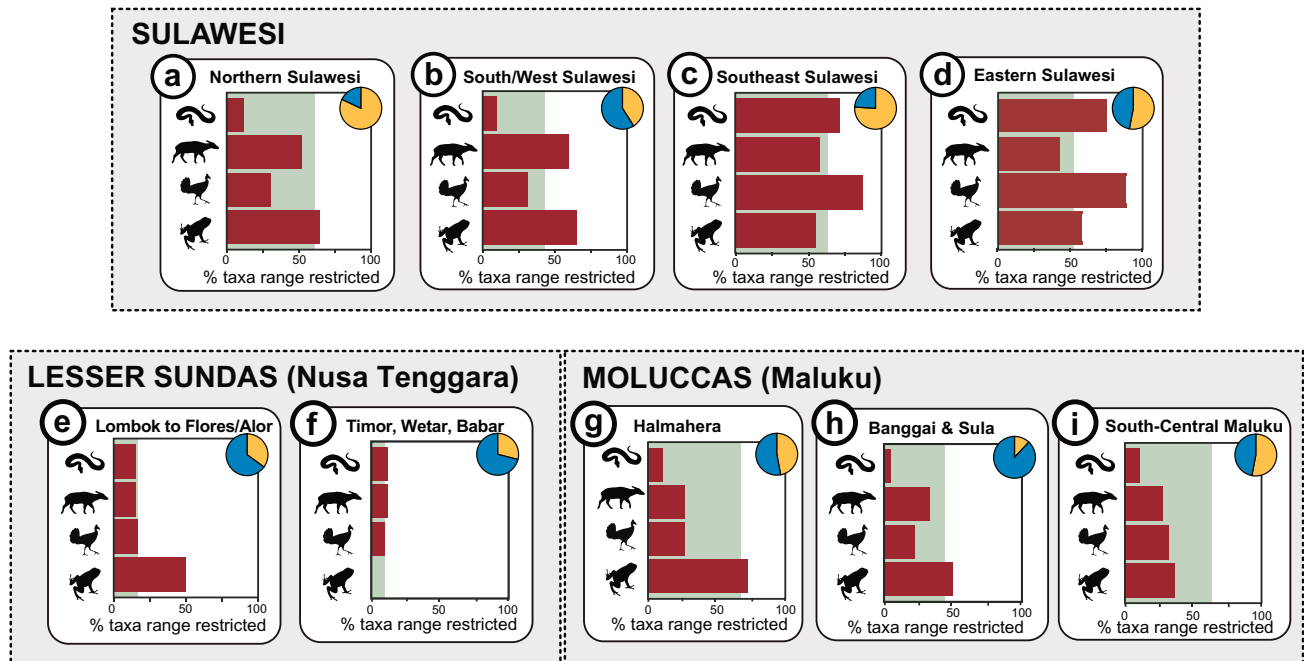 SULAWESI
a
Northern Sulawesi
0
50
100
% taxa range restricted
b
South/West Sulawesi
0
50
100
% taxa range restricted
c
Southeast Sulawesi
0
50
100
% taxa range restricted
d
Eastern Sulawesi
0
50
100
% taxa range restricted
LESSER SUNDAS (Nusa Tenggara)
e
Lombok to Flores/Alor
0
50
100
% taxa range restricted
f
Timor, Wetar, Babar
0
50
100
% taxa range restricted
MOLUCCAS (Maluku)
g
Halmahera
0
50
100
% taxa range restricted
h
Banggai & Sula
0
50
100
% taxa range restricted
i
South-Central Maluku
0
50
100
% taxa range restricted